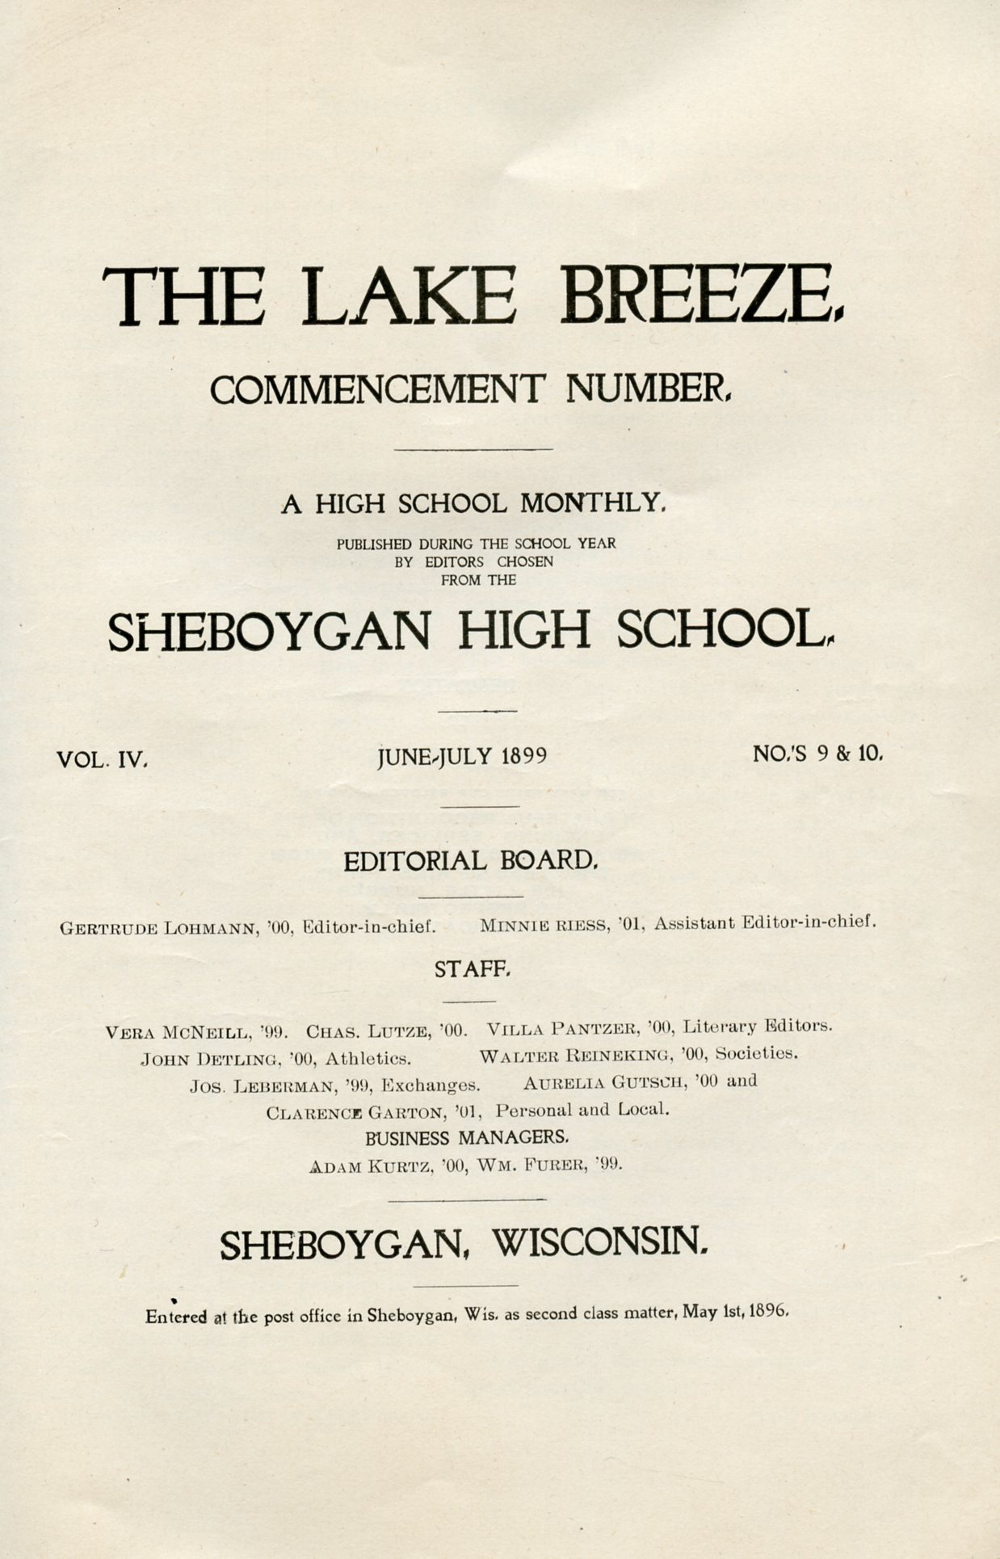 THE LAKE BREEZE.
COMMENCEMENT NUMBER.
A HIGH SCHOOL MONTHLY.
PUBLISHED DURING THE SCHOOL YEAR
BY EDITORS CHOSEN
FROM THE
SHEBOYGAN HIGH SCHOOL.
VOL. IV. JUNE-JULY 1899 NO.'S 9 & 10.
EDITORIAL BOARD.
GERTRUDE LOHMANN, '00, Editor-in-chief. MINNIE RIESS, '01, Assistant Editor-in-chief.
STAFF.
VERA MCNEILL, '99. CHAS. LUTZE, '00. VILLA PANTZER, '00, Literary Editors.
JOHN DETLING, '00, Athletics. WALTER REINEKING, '00, Societies.
JOS. LEBERMAN, '99, Exchanges. AURELIA GUTSCH, '00 and
CLARENCE GARTON, '01, Personal and Local.
BUSINESS MANAGERS.
ADAM KURTZ, '00, WM. FURER, '99.
SHEBOYGAN, WISCONSIN.
Entered at the post office in Sheboygan, Wis. as second class matter, May 1st, 1896.